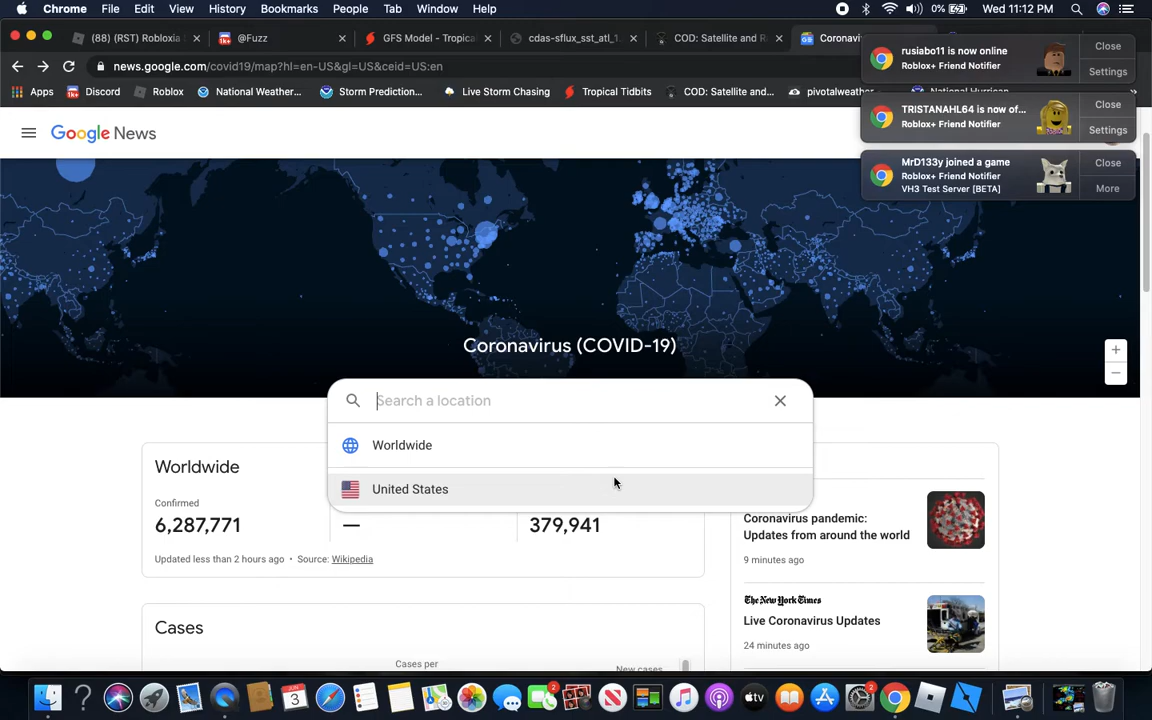 Chrome File Edit View History Bookmarks People Tab Window Help 0% Wed 11:12 PM
(88) (RST) Robloxia @Fuzz GFS Model - Tropica cdas-sflux_sst_atl_1 COD: Satellite and R Coronavi
news.google.com/covid19/map?hl=en-US&gl=US&ceid=US:en
Apps Discord Roblox National Weather... Storm Prediction... Live Storm Chasing Tropical Tidbits COD: Satellite and... pivotalweather National Hurrican »
rusiabo11 is now online
Roblox+ Friend Notifier
Close
Settings
TRISTANAHL64 is now of...
Roblox+ Friend Notifier
Close
Settings
MrD133y joined a game
Roblox+ Friend Notifier
VH3 Test Server [BETA]
Close
More
Google News
Coronavirus (COVID-19)
+
−
Search a location
Worldwide
United States
Worldwide
Confirmed
6,287,771 — 379,941
Updated less than 2 hours ago • Source: Wikipedia
Cases
Cases per
New cases
Coronavirus pandemic:
Updates from around the world
9 minutes ago
The New York Times
Live Coronavirus Updates
24 minutes ago
3
2
tv
2